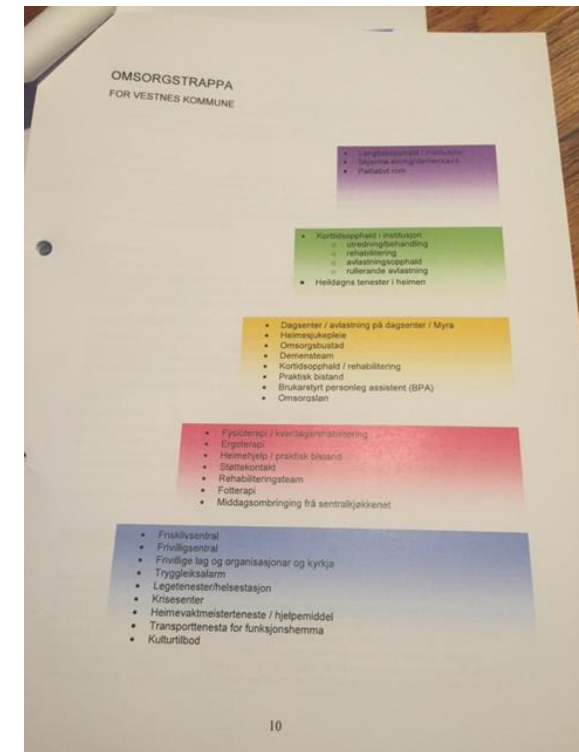 OMSORGSTRAPPA
FOR VESTNES KOMMUNE
• Langtidsopphald i institusjon
• Skjerma eining/demensavd.
• Palliativt rom
• Korttidsopphald i institusjon
o utredning/behandling
o rehabilitering
o avlastningsopphald
o rullerande avlastning
• Heildøgns tenester i heimen
• Dagsenter / avlastning på dagsenter / Myra
• Heimesjukepleie
• Omsorgsbustad
• Demensteam
• Kortidsopphald / rehabilitering
• Praktisk bistand
• Brukarstyrt personleg assistent (BPA)
• Omsorgsløn
• Fysioterapi / kvardagsrehabilitering
• Ergoterapi
• Heimehjelp / praktisk bistand
• Støttekontakt
• Rehabiliteringsteam
• Fotterapi
• Middagsombringing frå sentralkjøkkenet
• Frisklivsentral
• Frivilligsentral
• Frivillige lag og organisasjonar og kyrkja
• Tryggleiksalarm
• Legetenester/helsestasjon
• Krisesenter
• Heimevaktmeisterteneste / hjelpemiddel
• Transporttenesta for funksjonshemma
• Kulturtilbod
10